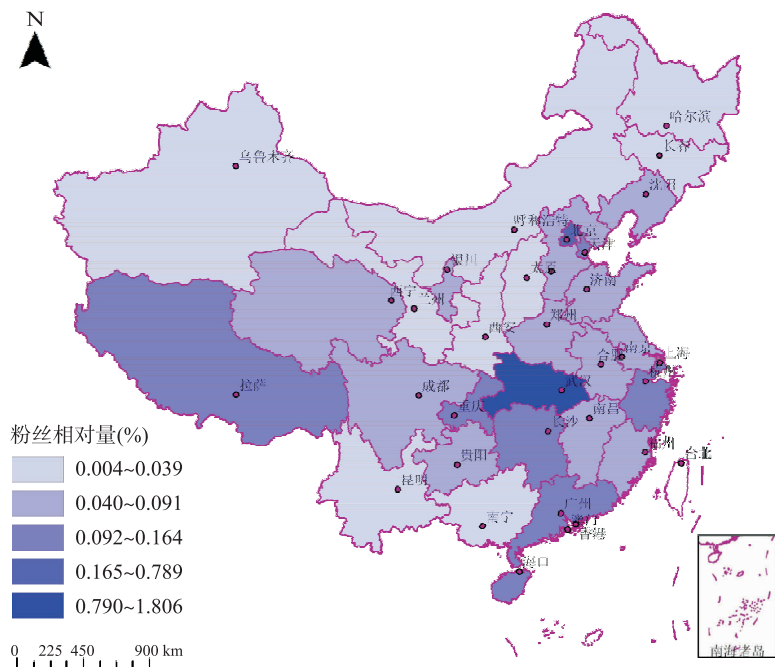 N
哈尔滨
长春
乌鲁木齐
沈阳
呼和浩特
北京
天津
银川
太原
济南
西宁
兰州
郑州
西安
南京
合肥
上海
杭州
拉萨
成都
武汉
重庆
南昌
长沙
贵阳
福州
台北
昆明
广州
南宁
澳门
香港
海口
粉丝相对量(%)
0.004~0.039
0.040~0.091
0.092~0.164
0.165~0.789
0.790~1.806
0 225 450 900 km
南海诸岛